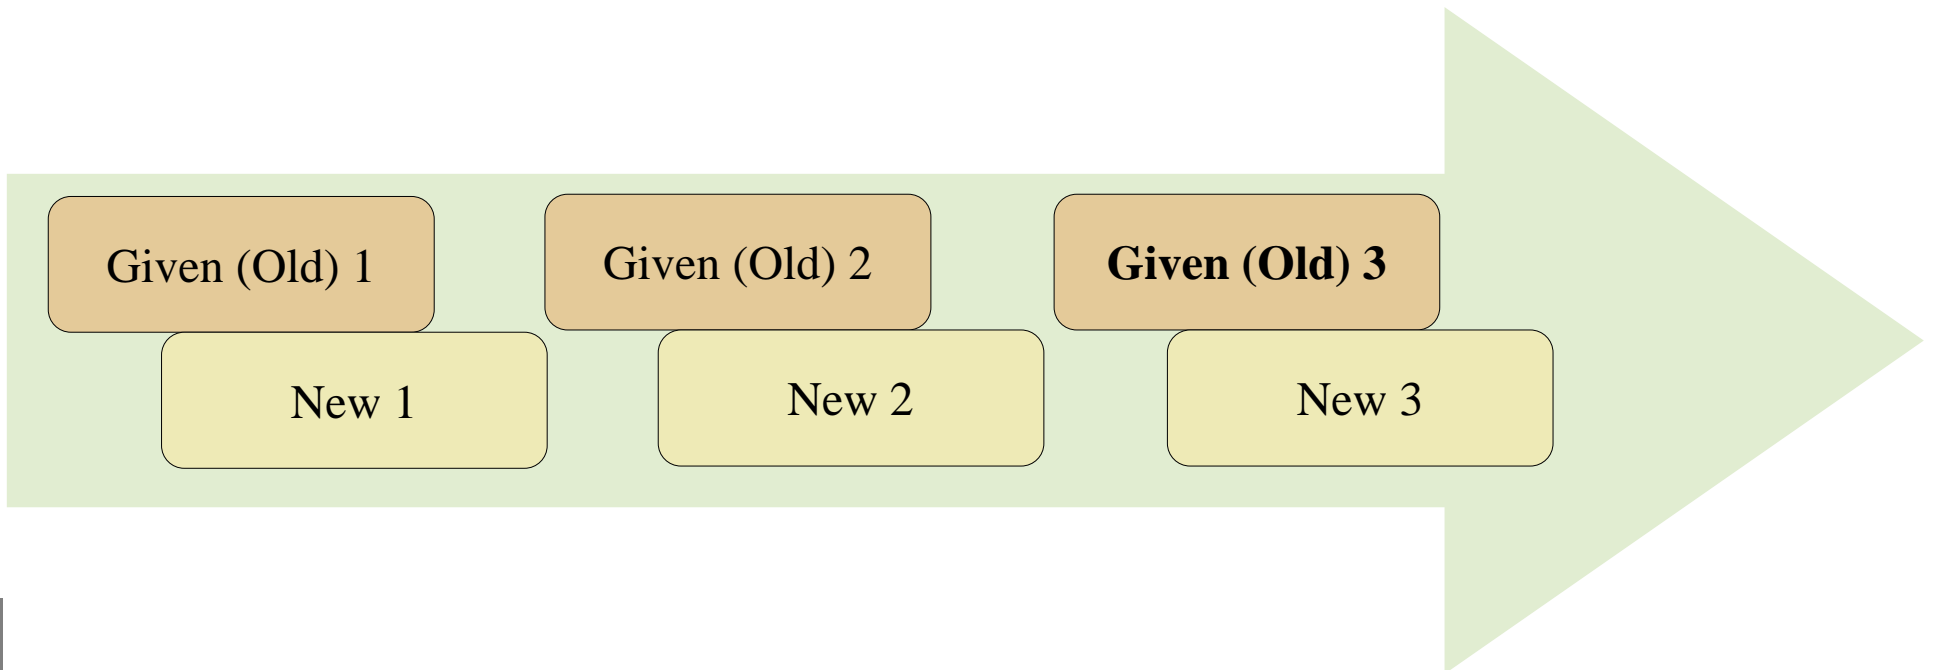 Given (Old) 1
New 1
Given (Old) 2
New 2
Given (Old) 3
New 3